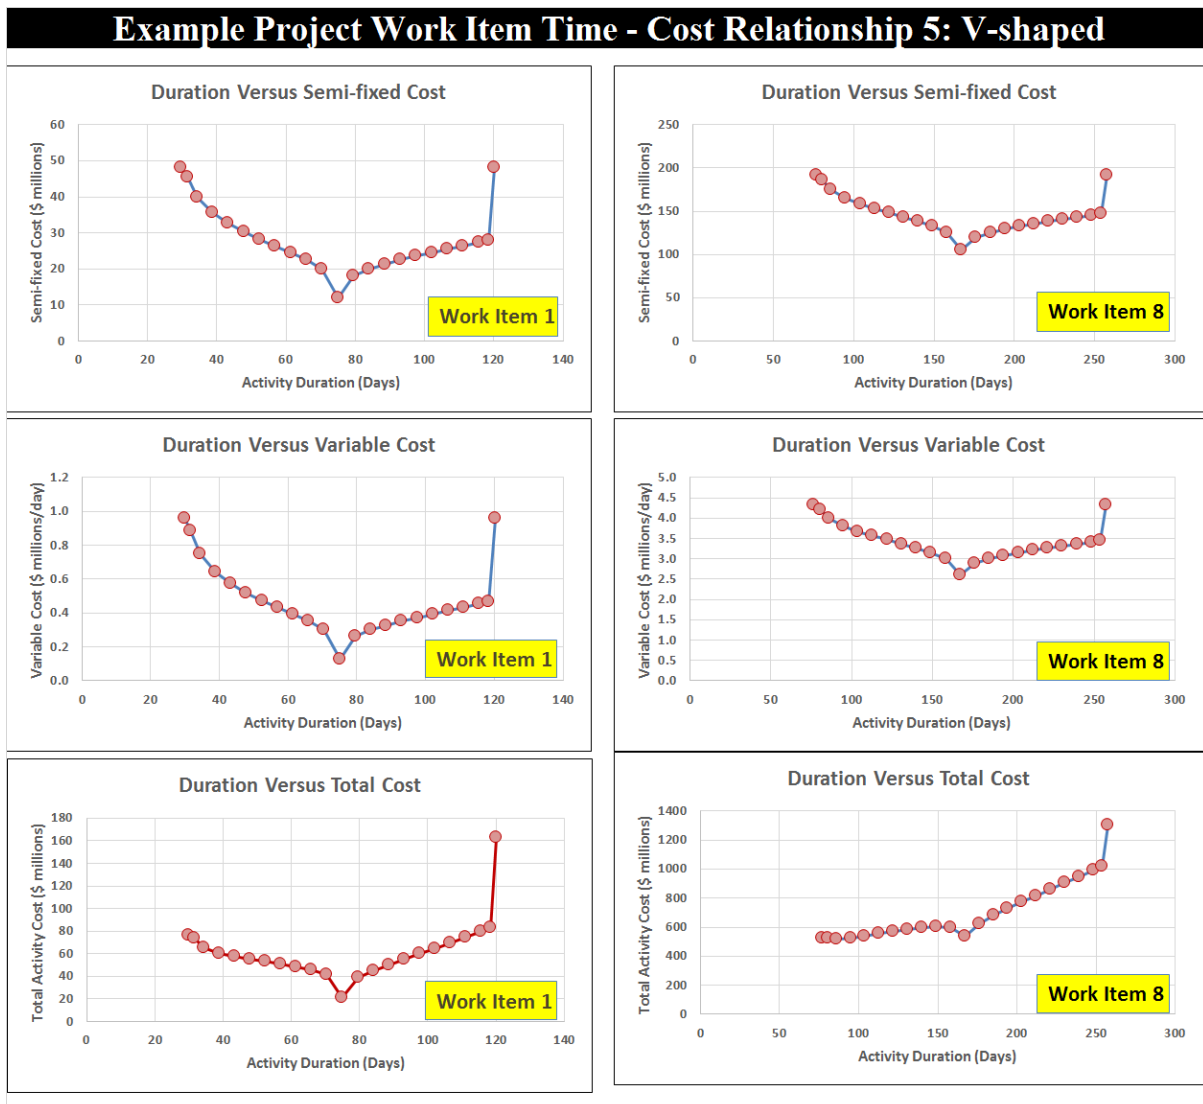 Example Project Work Item Time - Cost Relationship 5: V-shaped
Duration Versus Semi-fixed Cost
Semi-fixed Cost ($ millions)
60
50
40
30
20
10
0
0 20 40 60 80 100 120 140
Activity Duration (Days)
Work Item 1
Duration Versus Semi-fixed Cost
Semi-fixed Cost ($ millions)
250
200
150
100
50
0
0 50 100 150 200 250 300
Activity Duration (Days)
Work Item 8
Duration Versus Variable Cost
Variable Cost ($ millions/day)
1.2
1.0
0.8
0.6
0.4
0.2
0.0
0 20 40 60 80 100 120 140
Activity Duration (Days)
Work Item 1
Duration Versus Variable Cost
Variable Cost ($ millions/day)
5.0
4.5
4.0
3.5
3.0
2.5
2.0
1.5
1.0
0.5
0.0
0 50 100 150 200 250 300
Activity Duration (Days)
Work Item 8
Duration Versus Total Cost
Total Activity Cost ($ millions)
180
160
140
120
100
80
60
40
20
0
0 20 40 60 80 100 120 140
Activity Duration (Days)
Work Item 1
Duration Versus Total Cost
Total Activity Cost ($ millions)
1400
1200
1000
800
600
400
200
0
0 50 100 150 200 250 300
Activity Duration (Days)
Work Item 8